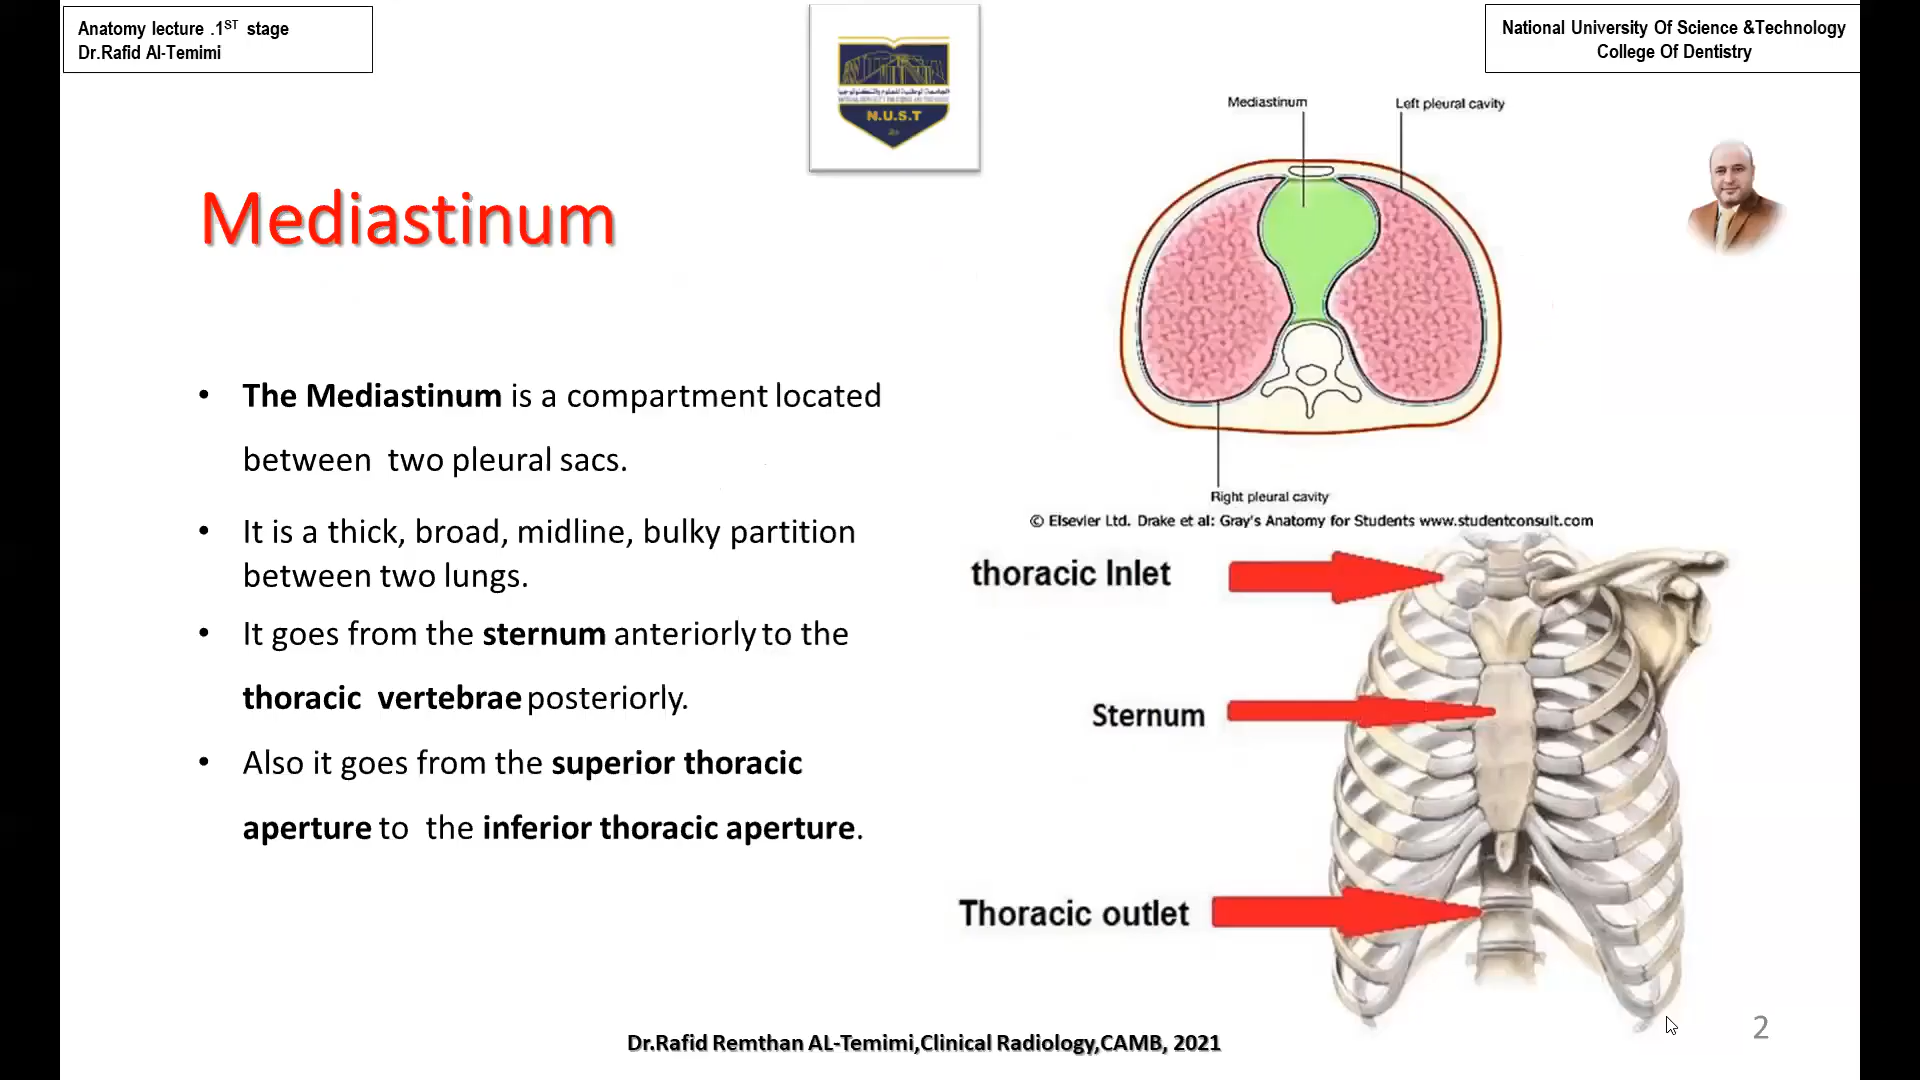 Anatomy lecture .1ST stage
Dr.Rafid Al-Temimi
National University Of Science &Technology
College Of Dentistry
N.U.S.T
Mediastinum
Mediastinum
Left pleural cavity
Right pleural cavity
© Elsevier Ltd. Drake et al: Gray's Anatomy for Students www.studentconsult.com
• The Mediastinum is a compartment located
between two pleural sacs.
• It is a thick, broad, midline, bulky partition
between two lungs.
• It goes from the sternum anteriorly to the
thoracic vertebrae posteriorly.
• Also it goes from the superior thoracic
aperture to the inferior thoracic aperture.
thoracic Inlet
Sternum
Thoracic outlet
Dr.Rafid Remthan AL-Temimi,Clinical Radiology,CAMB, 2021
2